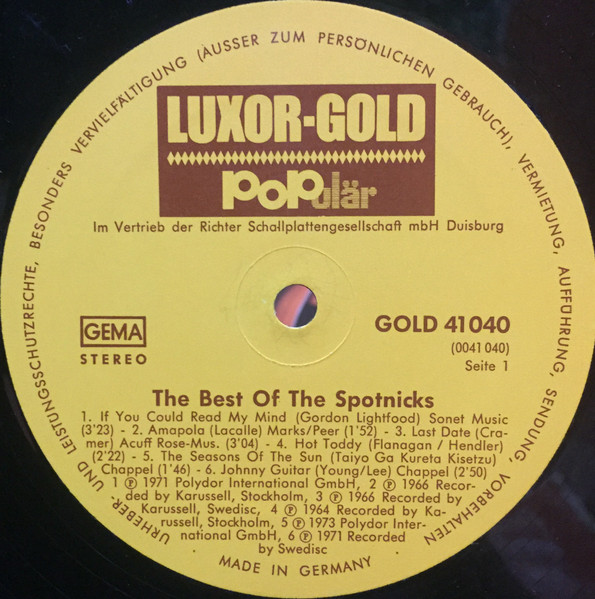 URHEBER- UND LEISTUNGSSCHUTZRECHTE, BESONDERS VERVIELFÄLTIGUNG (AUSSER ZUM PERSÖNLICHEN GEBRAUCH), VERMIETUNG, AUFFÜHRUNG, SENDUNG, VORBEHALTEN
LUXOR-GOLD
POPulär
Im Vertrieb der Richter Schallplattengesellschaft mbH Duisburg
GEMA
STEREO
GOLD 41040
(0041 040)
Seite 1
The Best Of The Spotnicks
1. If You Could Read My Mind (Gordon Lightfood) Sonet Music
(3'23) - 2. Amapola (Lacalle) Marks/Peer (1'52) - 3. Last Date (Cra-
mer) Acuff Rose-Mus. (3'04) - 4. Hot Toddy (Flanagan / Hendler)
(2'22) - 5. The Seasons Of The Sun (Taiyo Ga Kureta Kisetzu)
Chappel (1'46) - 6. Johnny Guitar (Young/Lee) Chappel (2'50)
1 ℗ 1971 Polydor International GmbH, 2 ℗ 1966 Recor-
ded by Karussell, Stockholm, 3 ℗ 1966 Recorded by
Karussell, Swedisc, 4 ℗ 1964 Recorded by Ka-
russell, Stockholm, 5 ℗ 1973 Polydor Inter-
national GmbH, 6 ℗ 1971 Recorded
by Swedisc
MADE IN GERMANY